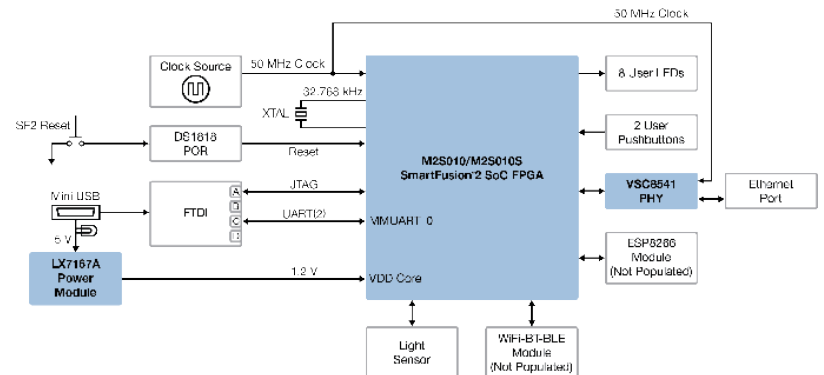 50 MHz Clock
Clock Source
50 MHz Clock
8 User LEDs
32.768 kHz
XTAL
SF2 Reset
DS1818
POR
Reset
2 User
Pushbuttons
M2S010/M2S010S
SmartFusion®2 SoC FPGA
JTAG
VSC8541
PHY
Ethernet
Port
Mini USB
FTDI
A
C
UART(2)
MMUART_0
5 V
LX7167A
Power
Module
1.2 V
VDD Core
ESP8266
Module
(Not Populated)
Light
Sensor
WiFi-BT-BLE
Module
(Not Populated)